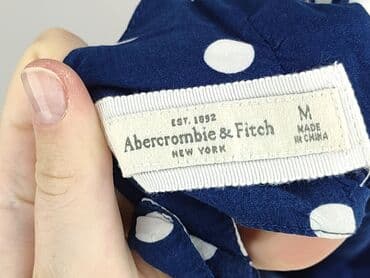 EST. 1892
Abercrombie & Fitch
NEW YORK
M
MADE
IN CHINA